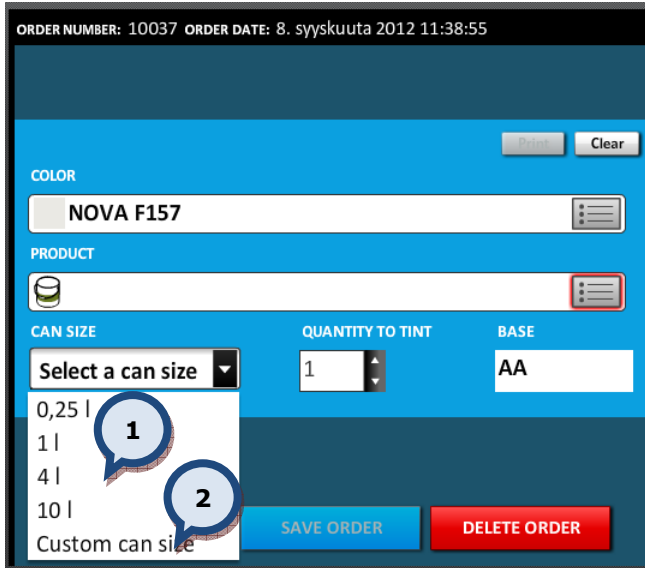 ORDER NUMBER: 10037 ORDER DATE: 8. syyskuuta 2012 11:38:55
Print Clear
COLOR
NOVA F157
PRODUCT
CAN SIZE QUANTITY TO TINT BASE
Select a can size 1 AA
0,25 l
1 l
4 l
10 l
Custom can size
1
2
SAVE ORDER DELETE ORDER